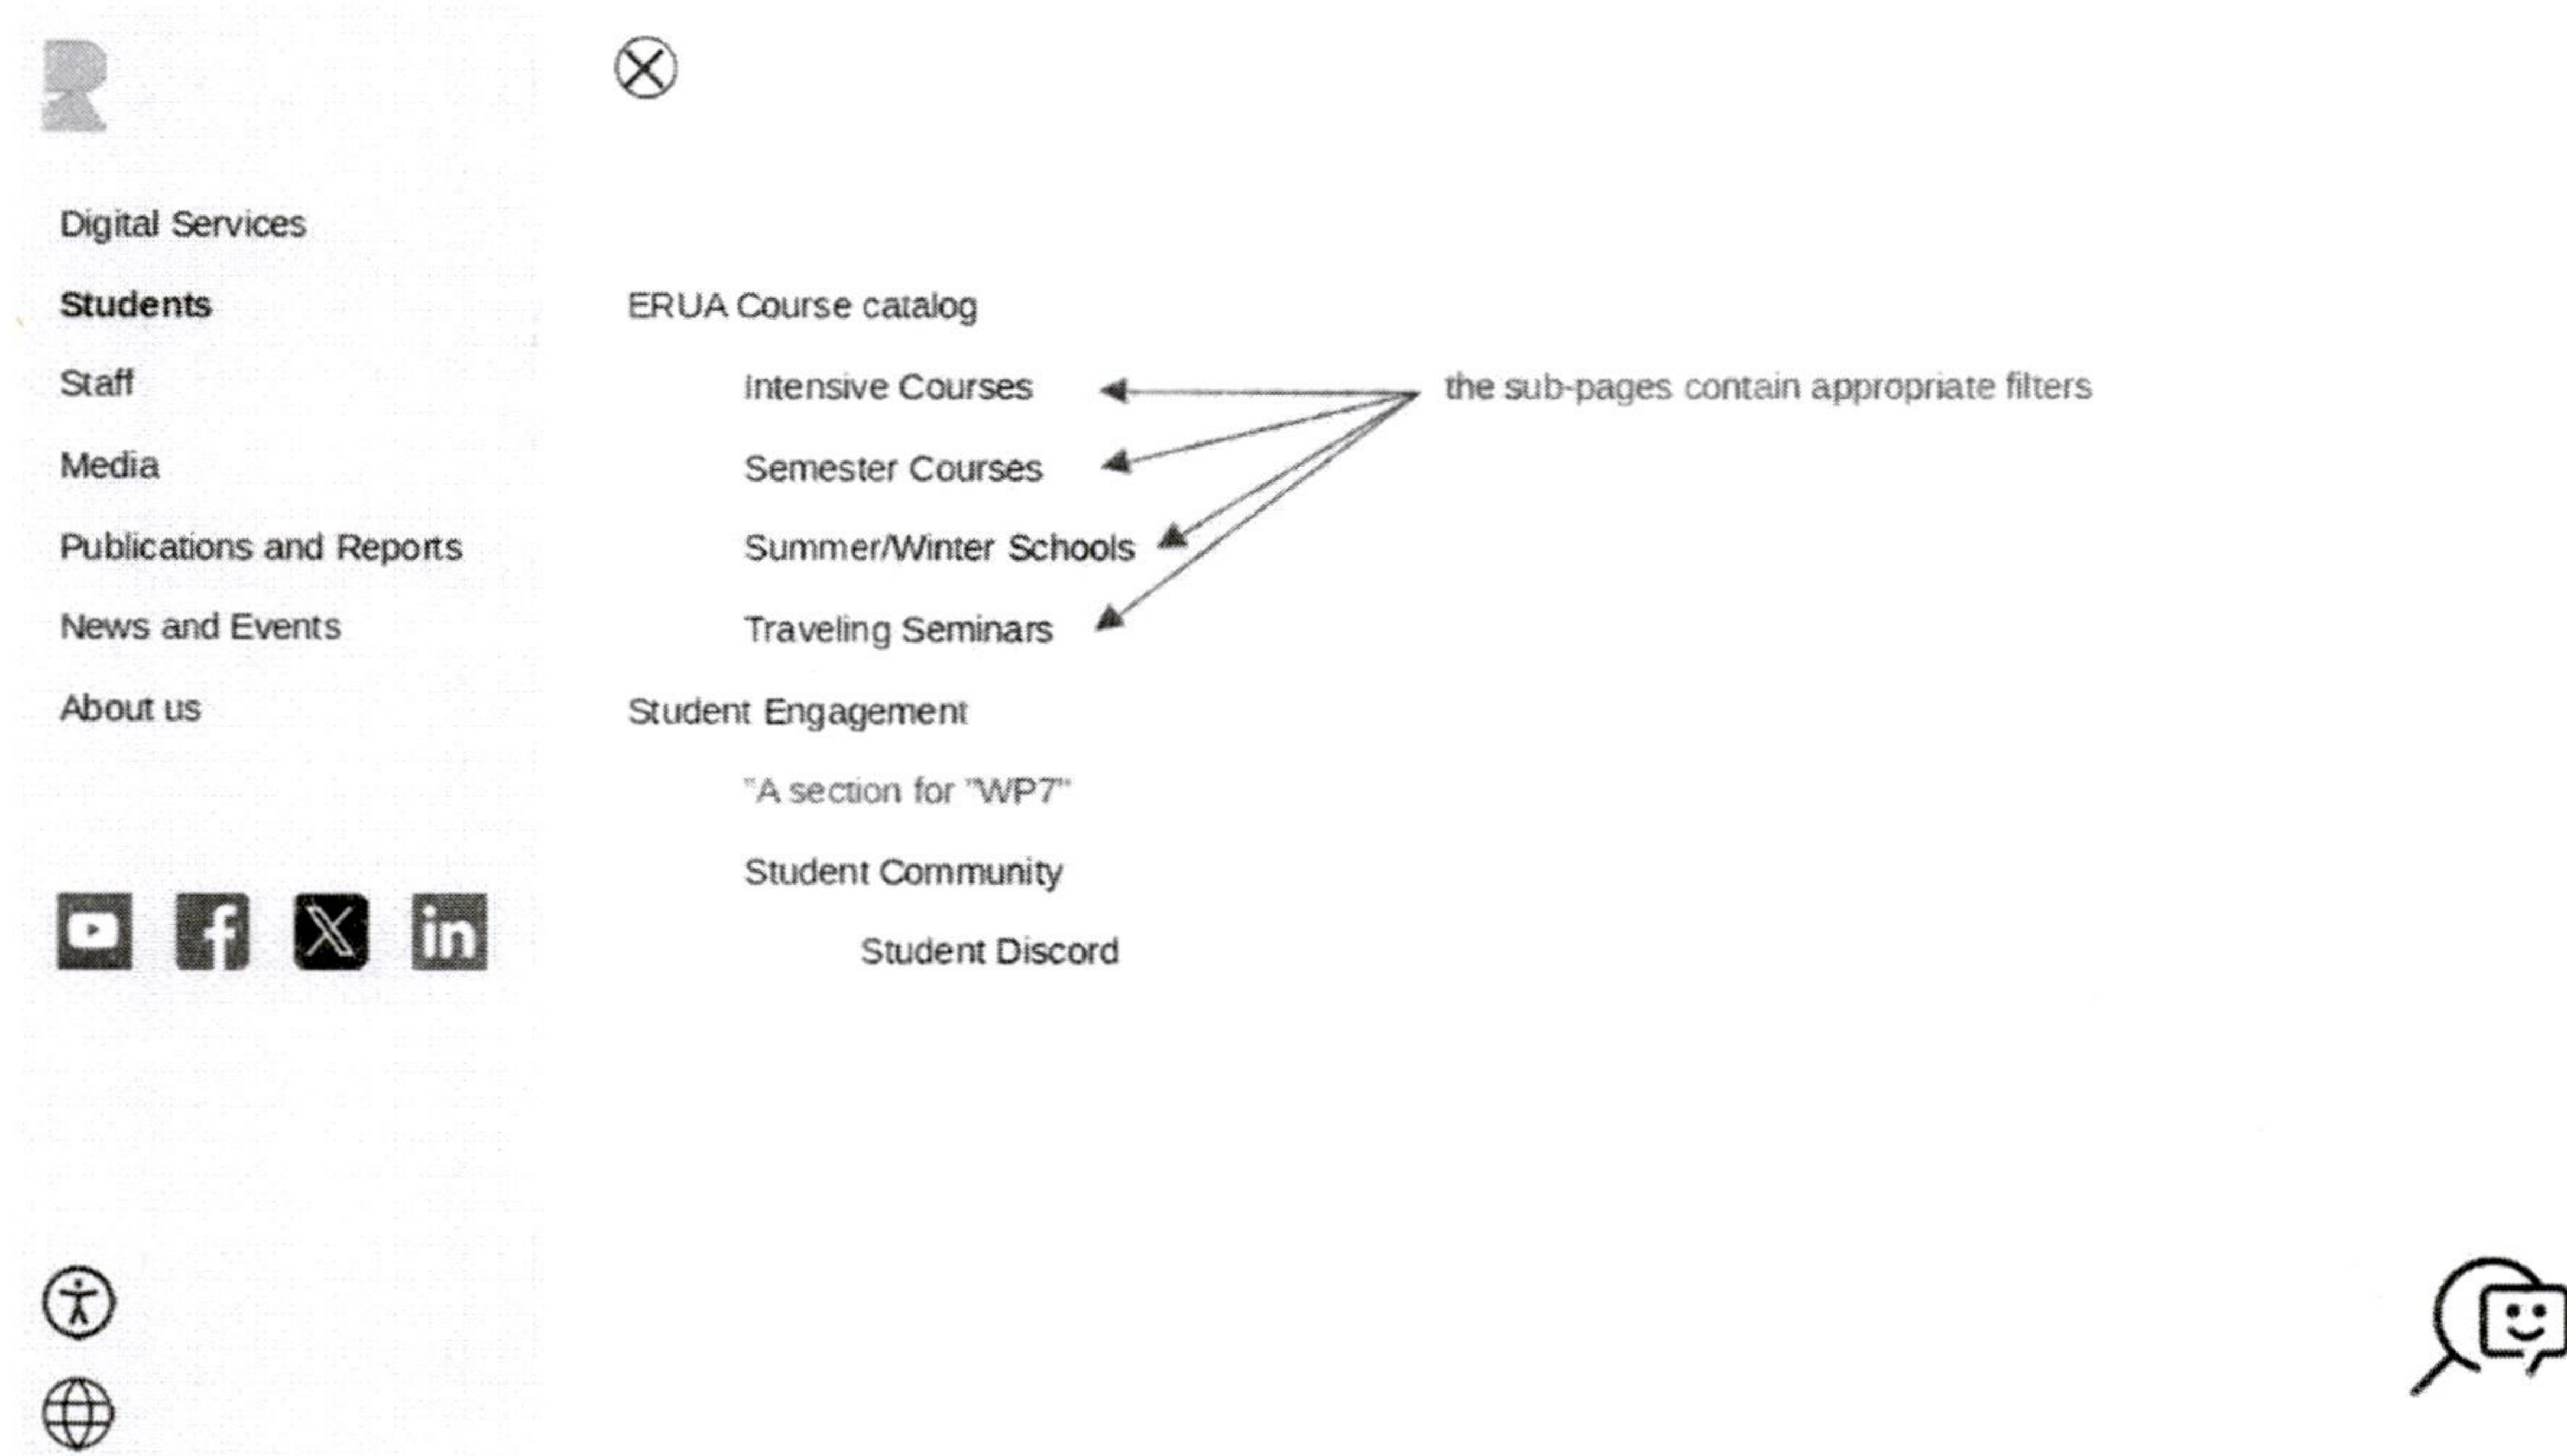 Digital Services
Students
Staff
Media
Publications and Reports
News and Events
About us
ERUA Course catalog
Intensive Courses
the sub-pages contain appropriate filters
Semester Courses
Summer/Winter Schools
Traveling Seminars
Student Engagement
"A section for "WP7"
Student Community
Student Discord